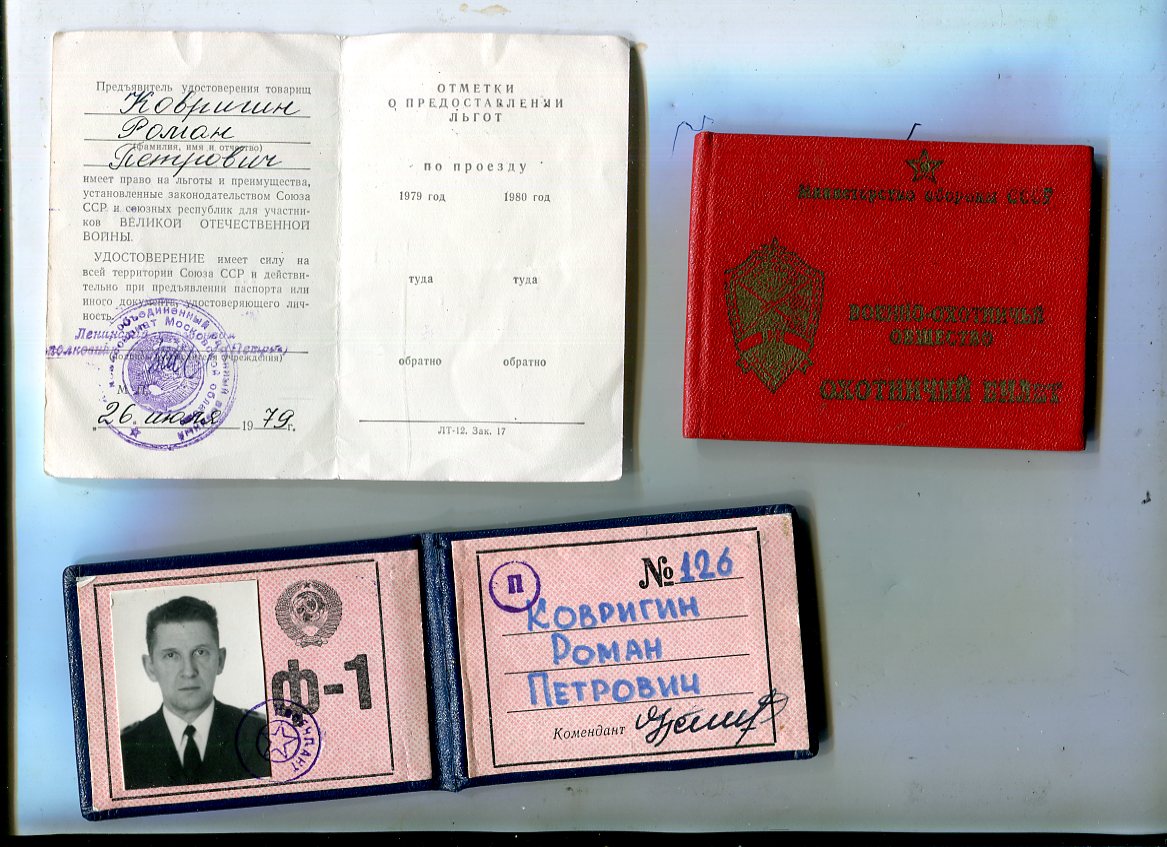 Предъявитель удостоверения товарищ
Ковригин
Роман
(фамилия, имя и отчество)
Петрович
имеет право на льготы и преимущества,
установленные законодательством Союза
ССР и союзных республик для участни-
ков ВЕЛИКОЙ ОТЕЧЕСТВЕННОЙ
ВОЙНЫ.
УДОСТОВЕРЕНИЕ имеет силу на
всей территории Союза ССР и действи-
тельно при предъявлении паспорта или
иного документа, удостоверяющего лич-
ность.
М. П.
„26" июля 1979 г.
ОТМЕТКИ
О ПРЕДОСТАВЛЕНИИ
ЛЬГОТ
по проезду
1979 год 1980 год
туда туда
обратно обратно
ЛТ-12. Зак. 17
Министерство обороны СССР
ВОЕННО-ОХОТНИЧЬЕ
ОБЩЕСТВО
ОХОТНИЧИЙ БИЛЕТ
Ф-1
П
№ 126
Ковригин
Роман
Петрович
Комендант